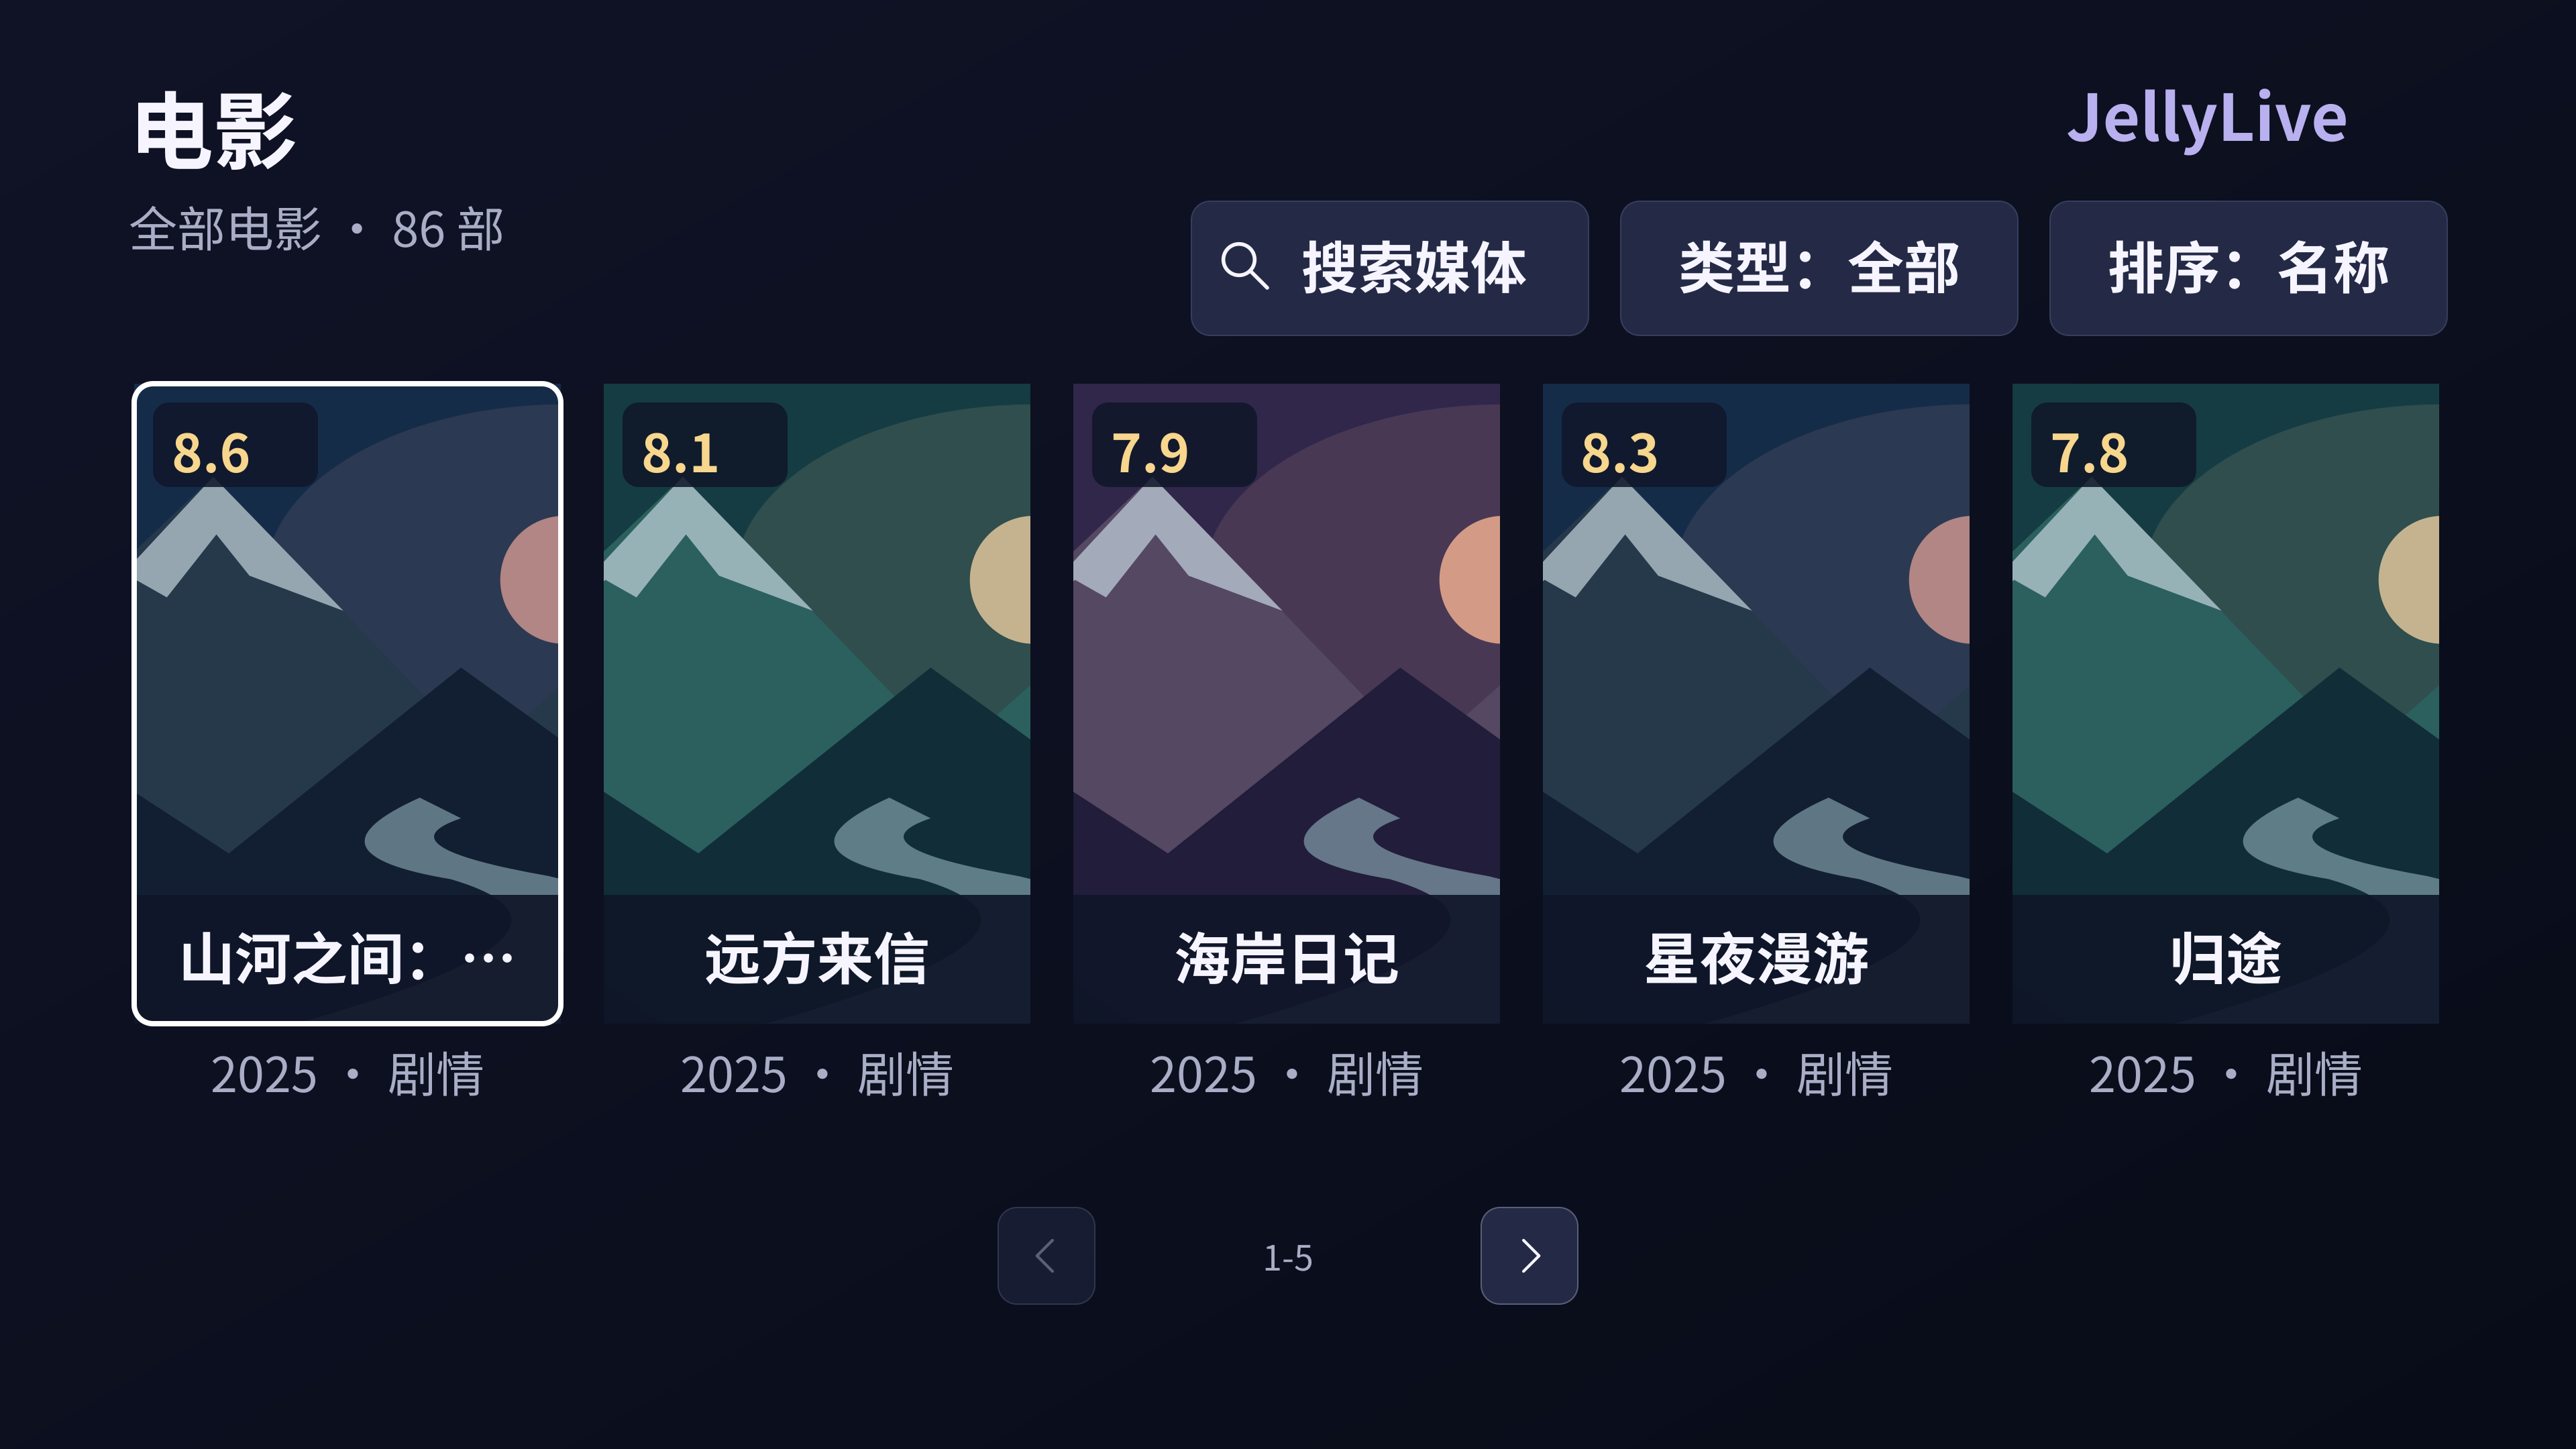 电影
JellyLive
全部电影 · 86 部
搜索媒体
类型：全部
排序：名称
8.6
8.1
7.9
8.3
7.8
山河之间：…
远方来信
海岸日记
星夜漫游
归途
2025 · 剧情
2025 · 剧情
2025 · 剧情
2025 · 剧情
2025 · 剧情
1-5